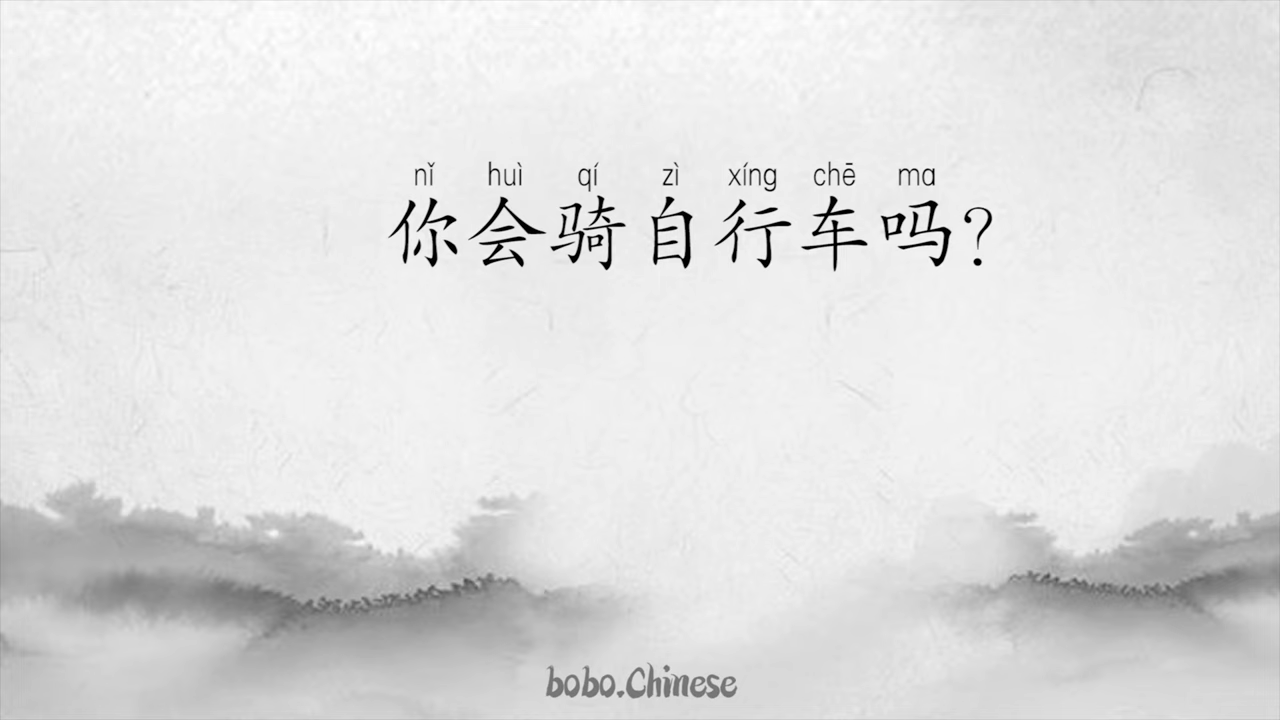 nǐ huì qí zì xíng chē ma
你会骑自行车吗?
bobo.Chinese